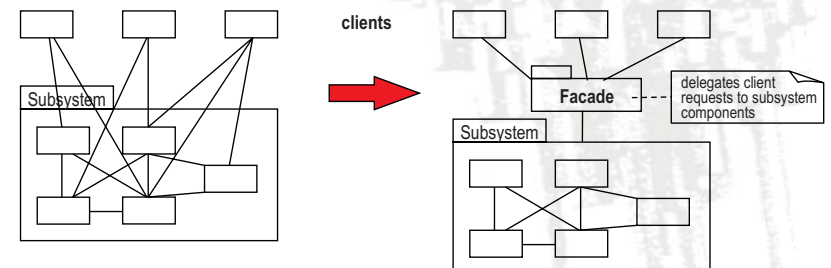 clients
Subsystem
Facade
delegates client
requests to subsystem
components
Subsystem